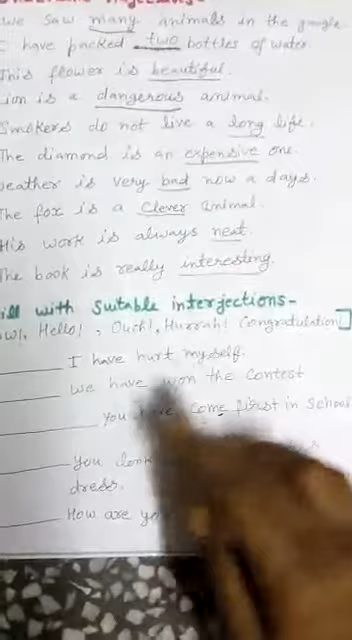 we saw many animals in the jungle
I have packed two bottles of water
This flower is beautiful.
Lion is a dangerous animal.
Smokers do not live a long life.
The diamond is an expensive one.
weather is very bad now a days.
The fox is a clever animal.
His work is always neat.
The book is really interesting.
ill with suitable interjections-
Hello!, Ouch!, Hurrah! Congratulation]
I have hurt myself.
We have won the contest
you have come first in School
You look
dress.
How are you